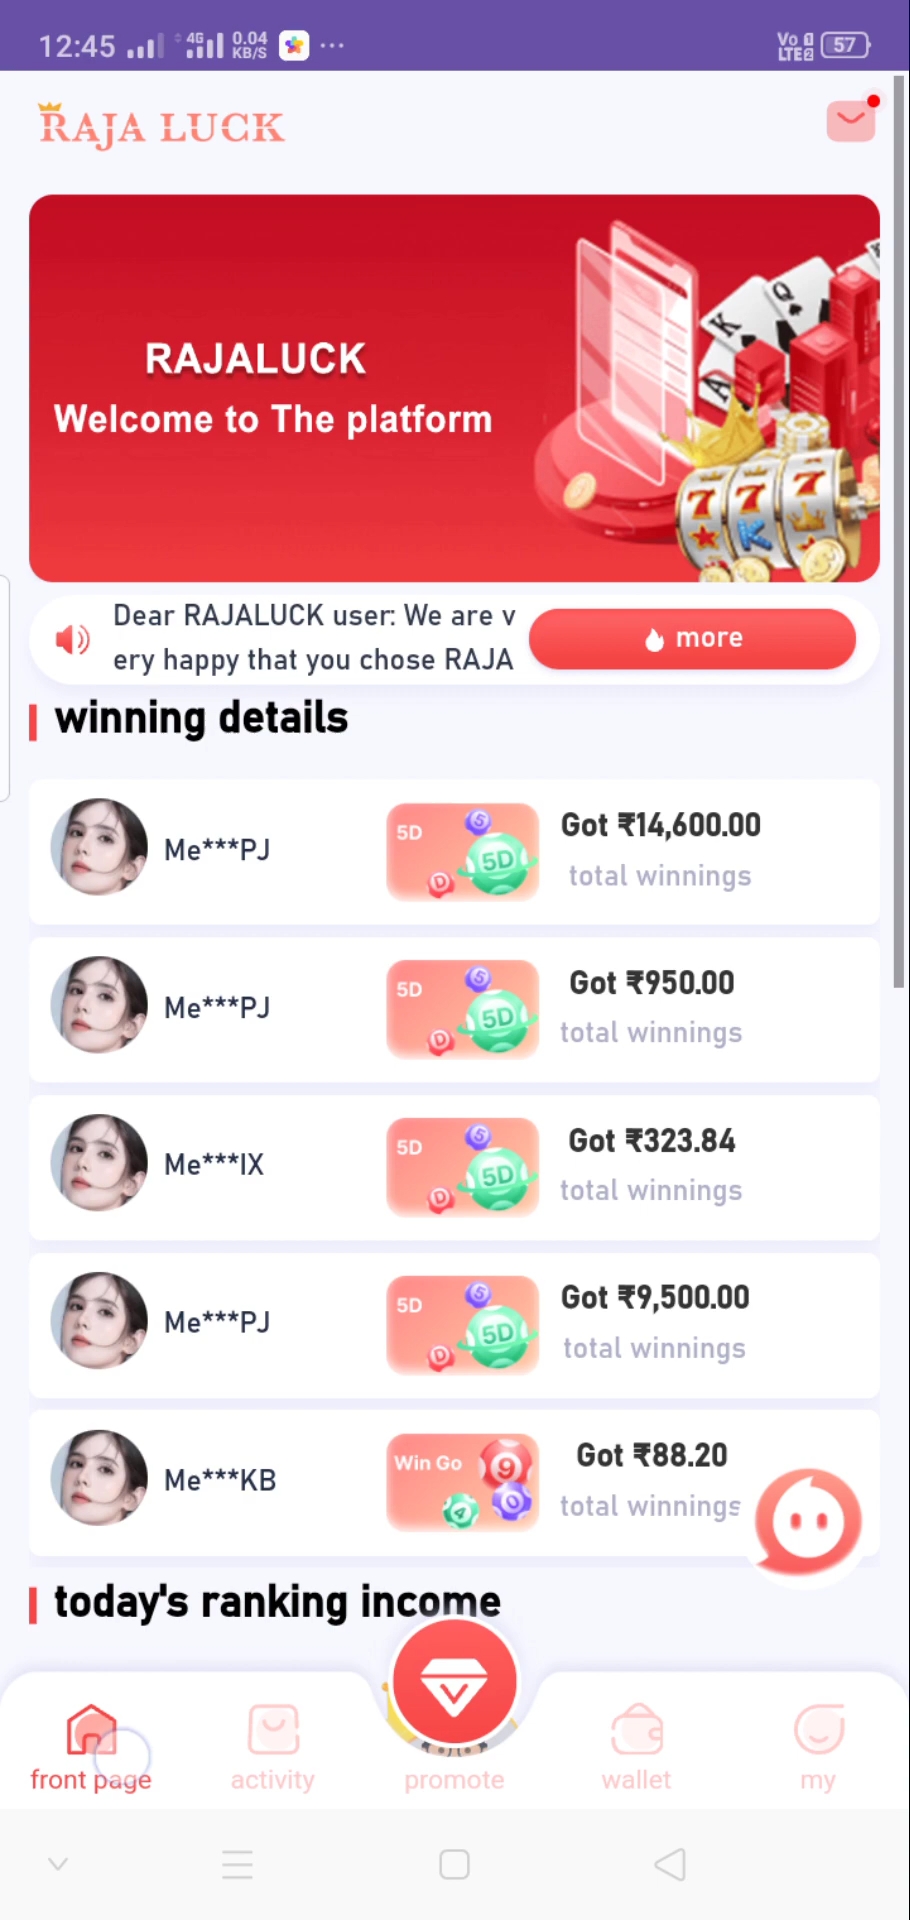 12:45 4G 0.04 KB/S ... Vo LTE 1 2 57
RAJA LUCK
RAJALUCK
Welcome to The platform
Dear RAJALUCK user: We are v
ery happy that you chose RAJA
more
winning details
Me***PJ 5D Got ₹14,600.00
total winnings
Me***PJ 5D Got ₹950.00
total winnings
Me***IX 5D Got ₹323.84
total winnings
Me***PJ 5D Got ₹9,500.00
total winnings
Me***KB Win Go Got ₹88.20
total winnings
today's ranking income
front page activity promote wallet my